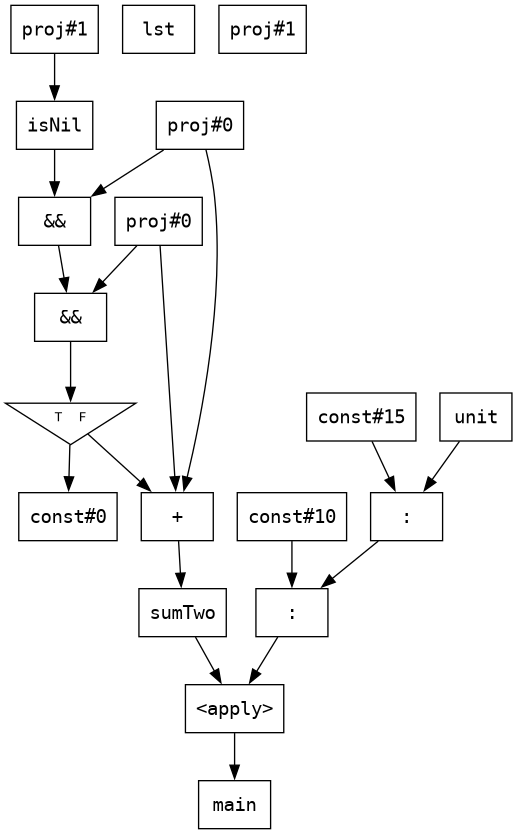 proj#1
lst
proj#1
isNil
proj#0
&&
proj#0
&&
T F
const#15
unit
const#0
+
const#10
:
sumTwo
:
<apply>
main